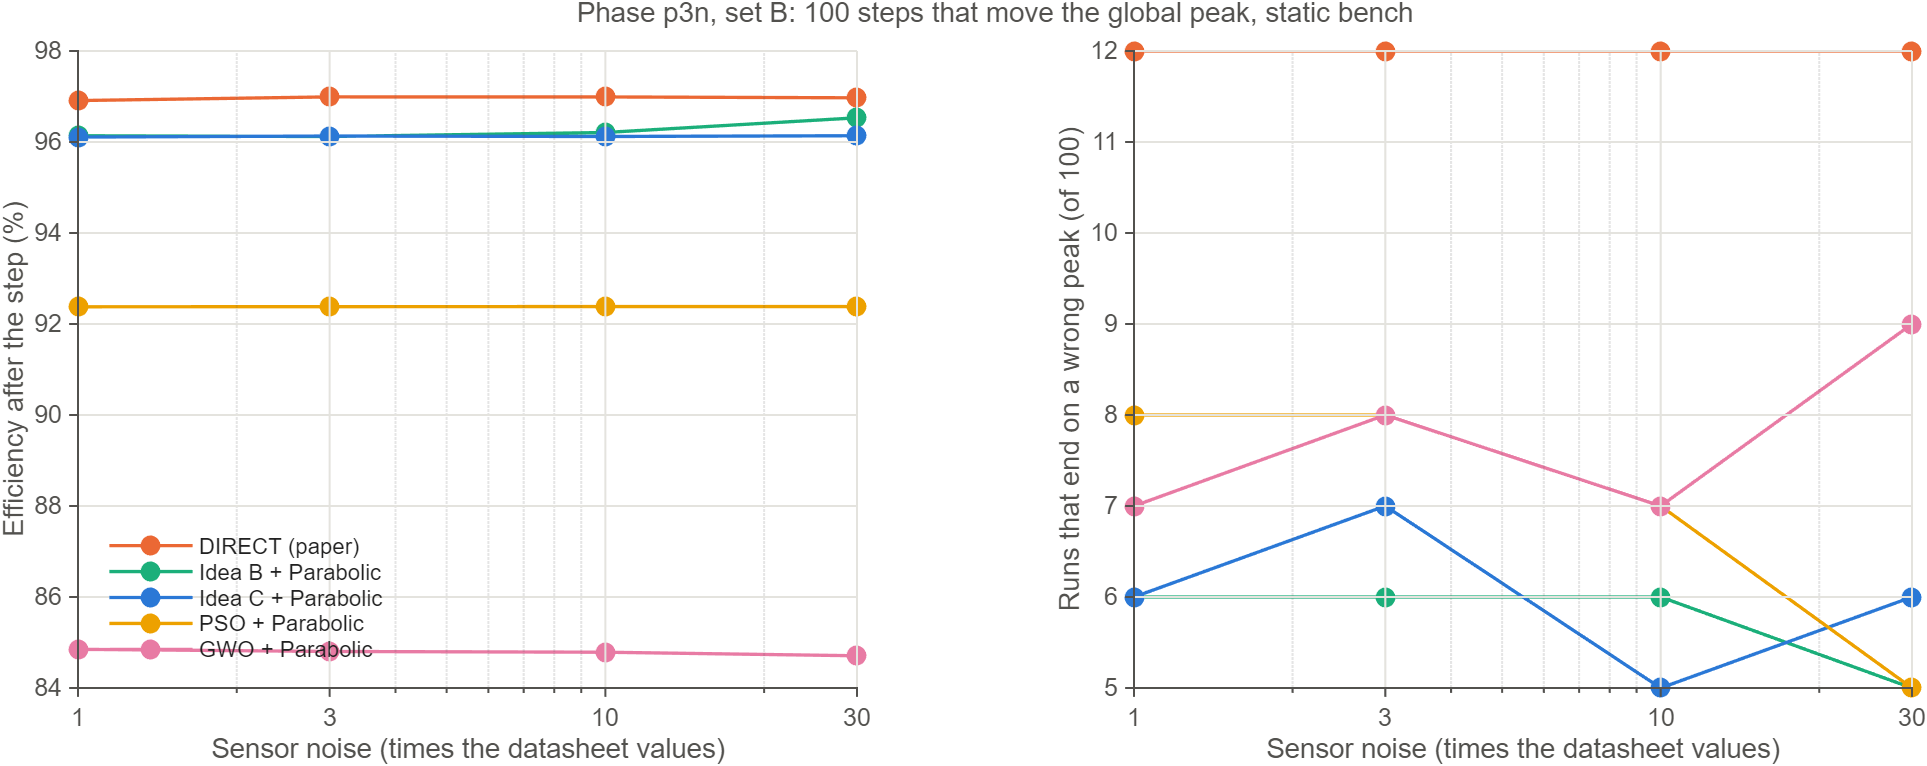 Phase p3n, set B: 100 steps that move the global peak, static bench
Efficiency after the step (%)
98
96
94
92
90
88
86
84
DIRECT (paper)
Idea B + Parabolic
Idea C + Parabolic
PSO + Parabolic
GWO + Parabolic
1 3 10 30
Sensor noise (times the datasheet values)
Runs that end on a wrong peak (of 100)
12
11
10
9
8
7
6
5
1 3 10 30
Sensor noise (times the datasheet values)